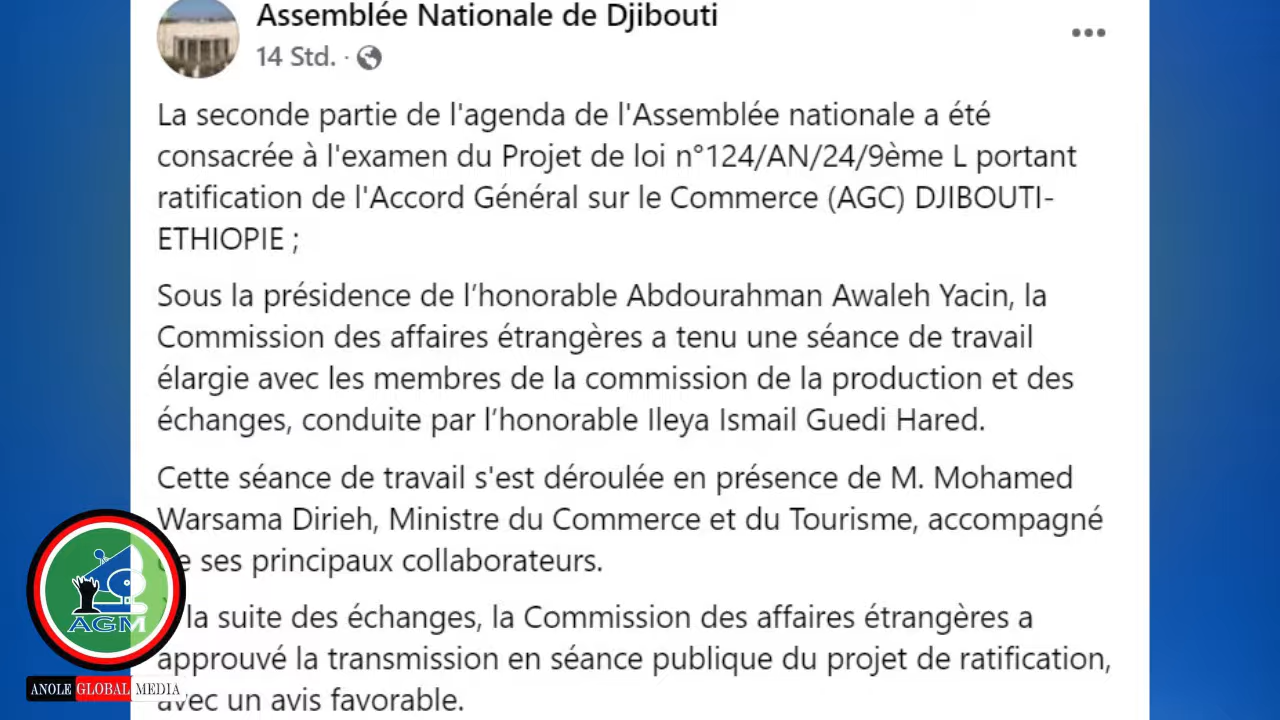 Assemblée Nationale de Djibouti
14 Std. ·
La seconde partie de l'agenda de l'Assemblée nationale a été
consacrée à l'examen du Projet de loi n°124/AN/24/9ème L portant
ratification de l'Accord Général sur le Commerce (AGC) DJIBOUTI-
ETHIOPIE ;
Sous la présidence de l’honorable Abdourahman Awaleh Yacin, la
Commission des affaires étrangères a tenu une séance de travail
élargie avec les membres de la commission de la production et des
échanges, conduite par l’honorable Ileya Ismail Guedi Hared.
Cette séance de travail s'est déroulée en présence de M. Mohamed
Warsama Dirieh, Ministre du Commerce et du Tourisme, accompagné
de ses principaux collaborateurs.
la suite des échanges, la Commission des affaires étrangères a
approuvé la transmission en séance publique du projet de ratification,
avec un avis favorable.
AGM
ANOLE GLOBAL MEDIA